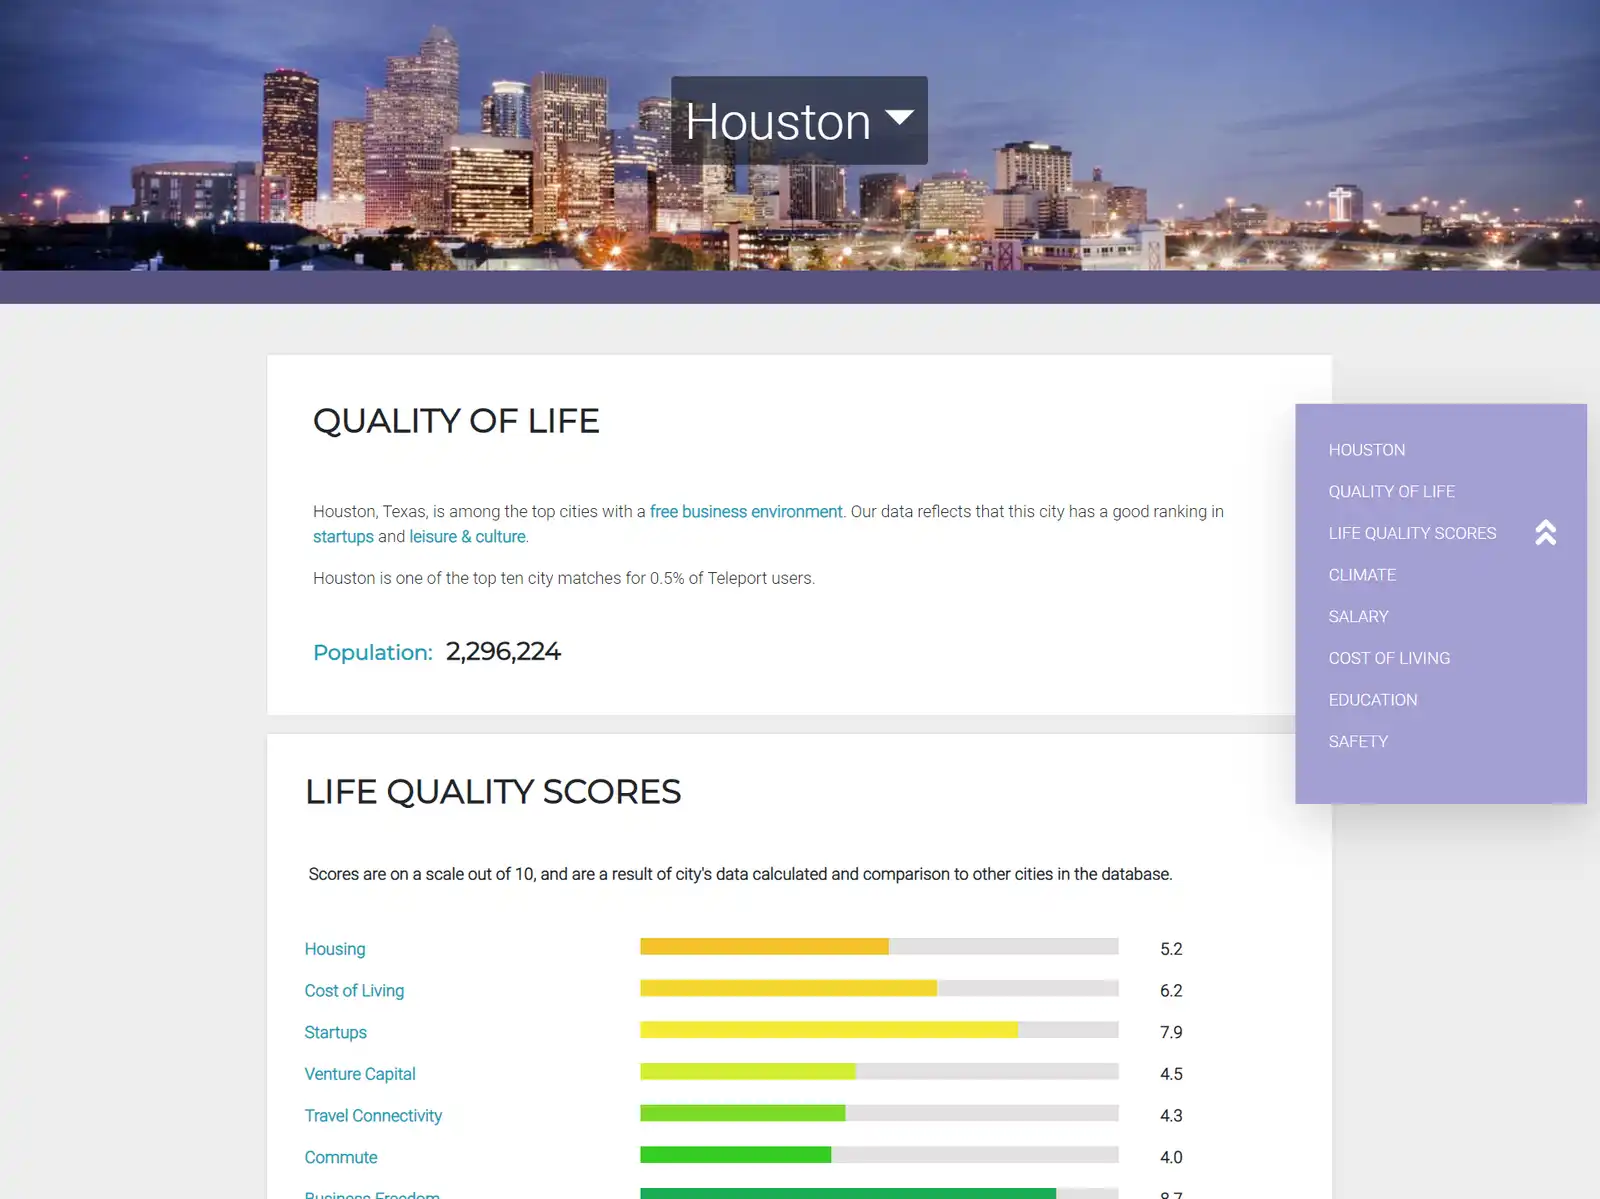 Houston
QUALITY OF LIFE
Houston, Texas, is among the top cities with a free business environment. Our data reflects that this city has a good ranking in
startups and leisure & culture.
Houston is one of the top ten city matches for 0.5% of Teleport users.
Population: 2,296,224
HOUSTON
QUALITY OF LIFE
LIFE QUALITY SCORES
CLIMATE
SALARY
COST OF LIVING
EDUCATION
SAFETY
LIFE QUALITY SCORES
Scores are on a scale out of 10, and are a result of city's data calculated and comparison to other cities in the database.
Housing 5.2
Cost of Living 6.2
Startups 7.9
Venture Capital 4.5
Travel Connectivity 4.3
Commute 4.0
Business Freedom 8.7